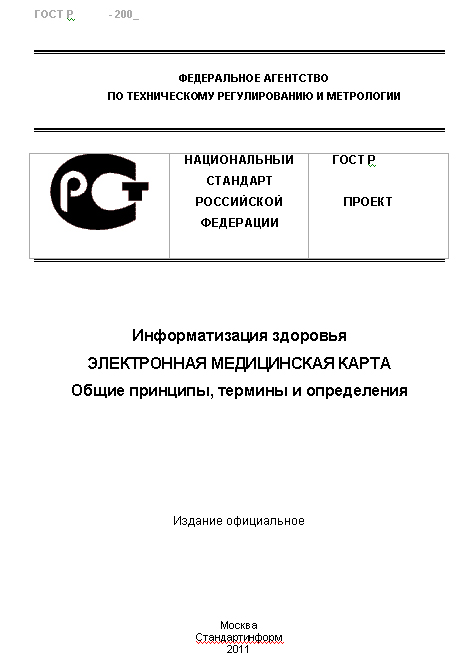 ГОСТ Р - 200_
ФЕДЕРАЛЬНОЕ АГЕНТСТВО
ПО ТЕХНИЧЕСКОМУ РЕГУЛИРОВАНИЮ И МЕТРОЛОГИИ
РСТ
НАЦИОНАЛЬНЫЙ
СТАНДАРТ
РОССИЙСКОЙ
ФЕДЕРАЦИИ
ГОСТ Р
ПРОЕКТ
Информатизация здоровья
ЭЛЕКТРОННАЯ МЕДИЦИНСКАЯ КАРТА
Общие принципы, термины и определения
Издание официальное
Москва
Стандартинформ
2011